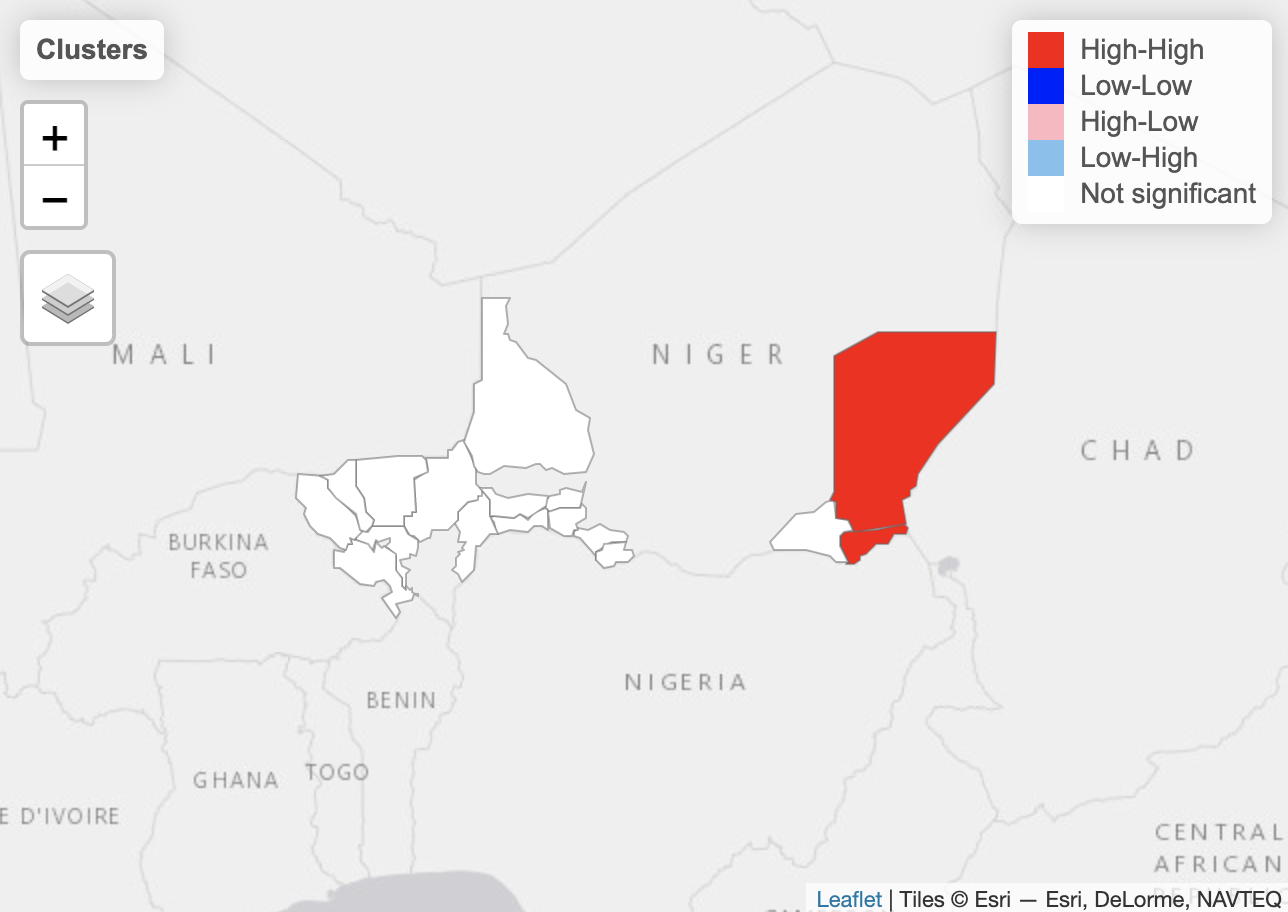 Clusters
+
−
High-High
Low-Low
High-Low
Low-High
Not significant
MALI
NIGER
CHAD
BURKINA
FASO
NIGERIA
BENIN
GHANA
TOGO
E D'IVOIRE
CENTRAL
AFRICAN
Leaflet | Tiles © Esri — Esri, DeLorme, NAVTEQ